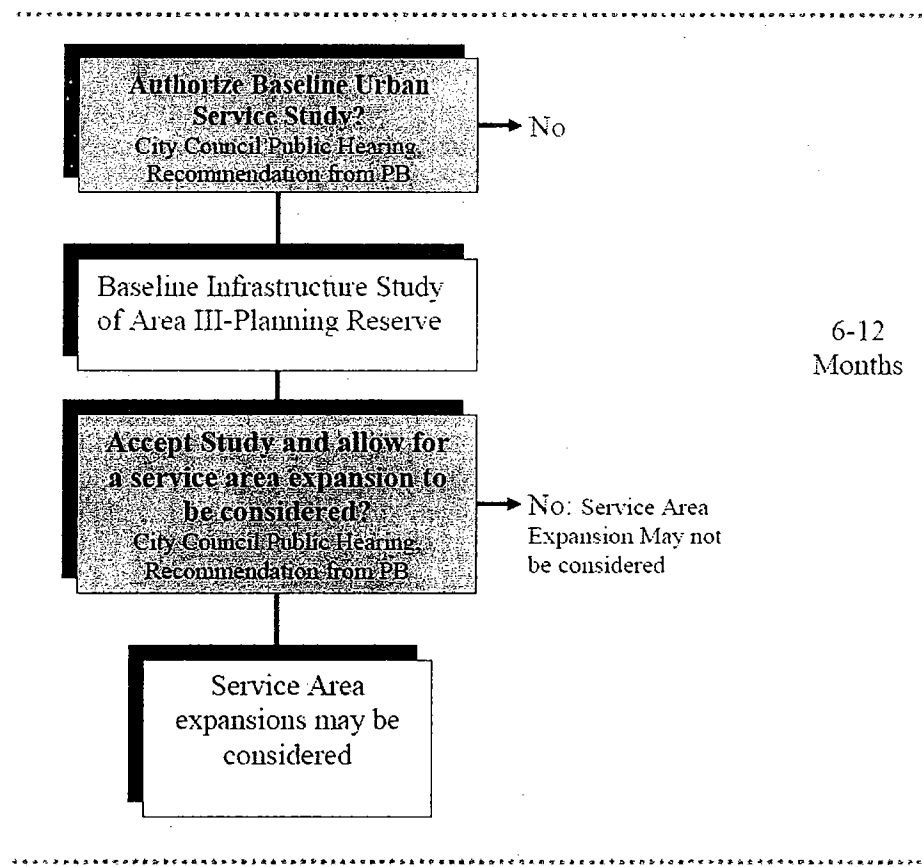 Authorize Baseline Urban
Service Study?
City Council Public Hearing,
Recommendation from PB
No
Baseline Infrastructure Study
of Area III-Planning Reserve
6-12
Months
Accept Study and allow for
a service area expansion to
be considered?
City Council Public Hearing,
Recommendation from PB
No: Service Area
Expansion May not
be considered
Service Area
expansions may be
considered